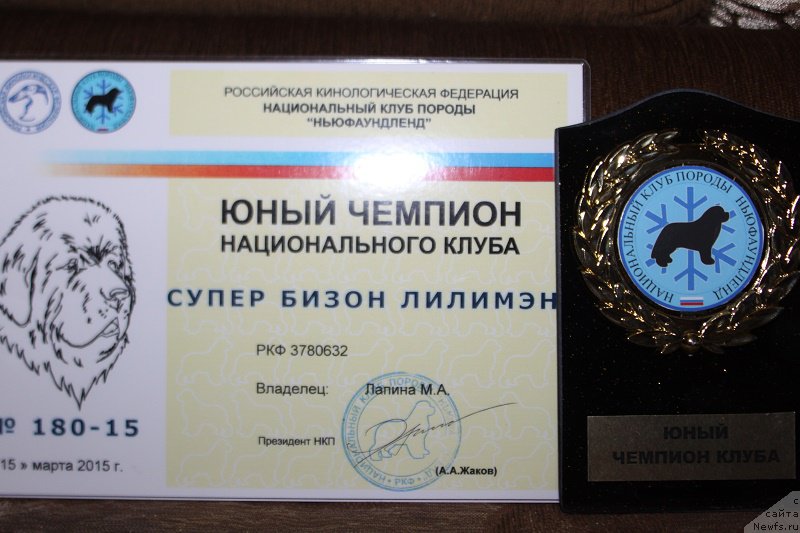 РОССИЙСКАЯ КИНОЛОГИЧЕСКАЯ ФЕДЕРАЦИЯ
НАЦИОНАЛЬНЫЙ КЛУБ ПОРОДЫ
"НЬЮФАУНДЛЕНД"
ЮНЫЙ ЧЕМПИОН
НАЦИОНАЛЬНОГО КЛУБА
СУПЕР БИЗОН ЛИЛИМЭН
РКФ 3780632
Владелец: Лапина М.А.
№ 180-15
Президент НКП
15 » марта 2015 г.
(А.А.Жаков)
НАЦИОНАЛЬНЫЙ КЛУБ ПОРОДЫ НЬЮФАУНДЛЕНД
ЮНЫЙ
ЧЕМПИОН КЛУБА
с
сайта
Newfs.ru